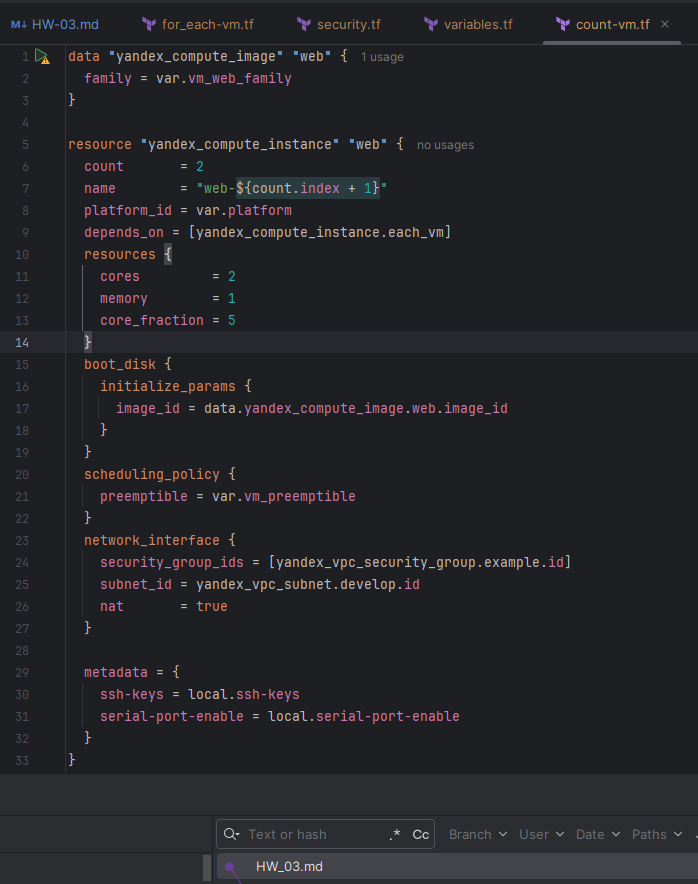 M↓ HW-03.md for_each-vm.tf security.tf variables.tf count-vm.tf ×
1 data "yandex_compute_image" "web" { 1 usage
2 family = var.vm_web_family
3 }
4
5 resource "yandex_compute_instance" "web" { no usages
6 count = 2
7 name = "web-${count.index + 1}"
8 platform_id = var.platform
9 depends_on = [yandex_compute_instance.each_vm]
10 resources {
11 cores = 2
12 memory = 1
13 core_fraction = 5
14 }
15 boot_disk {
16 initialize_params {
17 image_id = data.yandex_compute_image.web.image_id
18 }
19 }
20 scheduling_policy {
21 preemptible = var.vm_preemptible
22 }
23 network_interface {
24 security_group_ids = [yandex_vpc_security_group.example.id]
25 subnet_id = yandex_vpc_subnet.develop.id
26 nat = true
27 }
28
29 metadata = {
30 ssh-keys = local.ssh-keys
31 serial-port-enable = local.serial-port-enable
32 }
33 }
Text or hash .* Cc Branch User Date Paths
HW_03.md